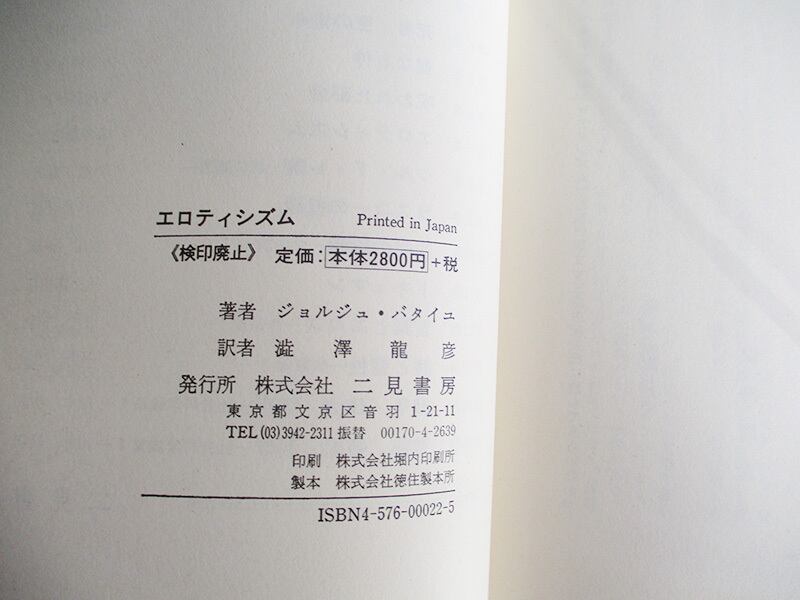 エロティシズム Printed in Japan
《検印廃止》 定価：本体2800円+税
著者 ジョルジュ・バタイユ
訳者 澁澤龍彦
発行所 株式会社 二見書房
東京都文京区音羽 1-21-11
TEL (03) 3942-2311 振替 00170-4-2639
印刷 株式会社堀内印刷所
製本 株式会社徳住製本所
ISBN4-576-00022-5